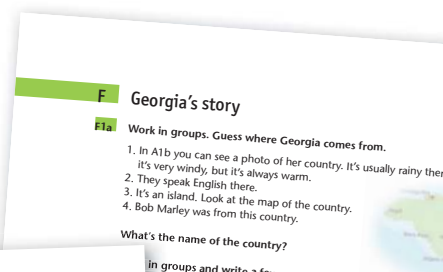 F Georgia's story
F1a Work in groups. Guess where Georgia comes from.
1. In A1b you can see a photo of her country. It's usually rainy
it's very windy, but it's always warm.
2. They speak English there.
3. It's an island. Look at the map of the country.
4. Bob Marley was from this country.
What's the name of the country?
in groups and write a